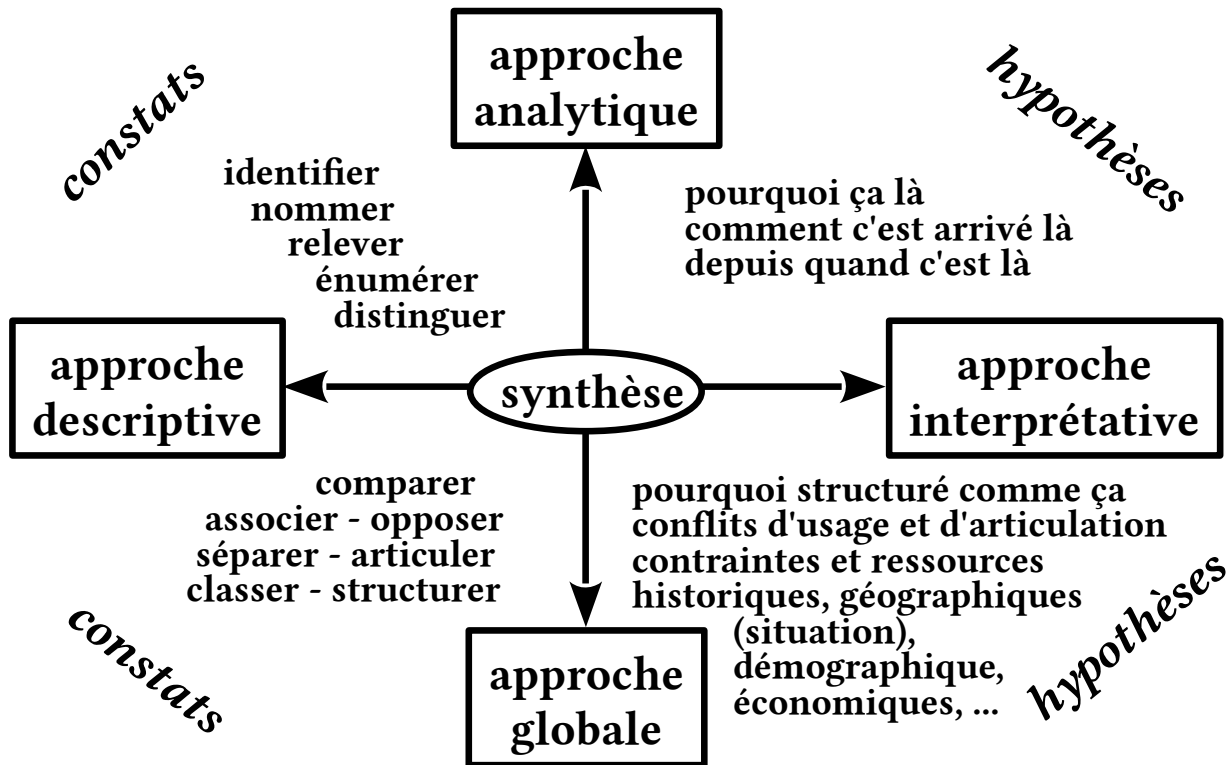 approche
analytique
constats
hypothèses
identifier
nommer
relever
énumérer
distinguer
pourquoi ça là
comment c'est arrivé là
depuis quand c'est là
approche
descriptive
synthèse
approche
interprétative
comparer
associer - opposer
séparer - articuler
classer - structurer
pourquoi structuré comme ça
conflits d'usage et d'articulation
contraintes et ressources
historiques, géographiques
(situation),
démographique,
économiques, ...
constats
hypothèses
approche
globale